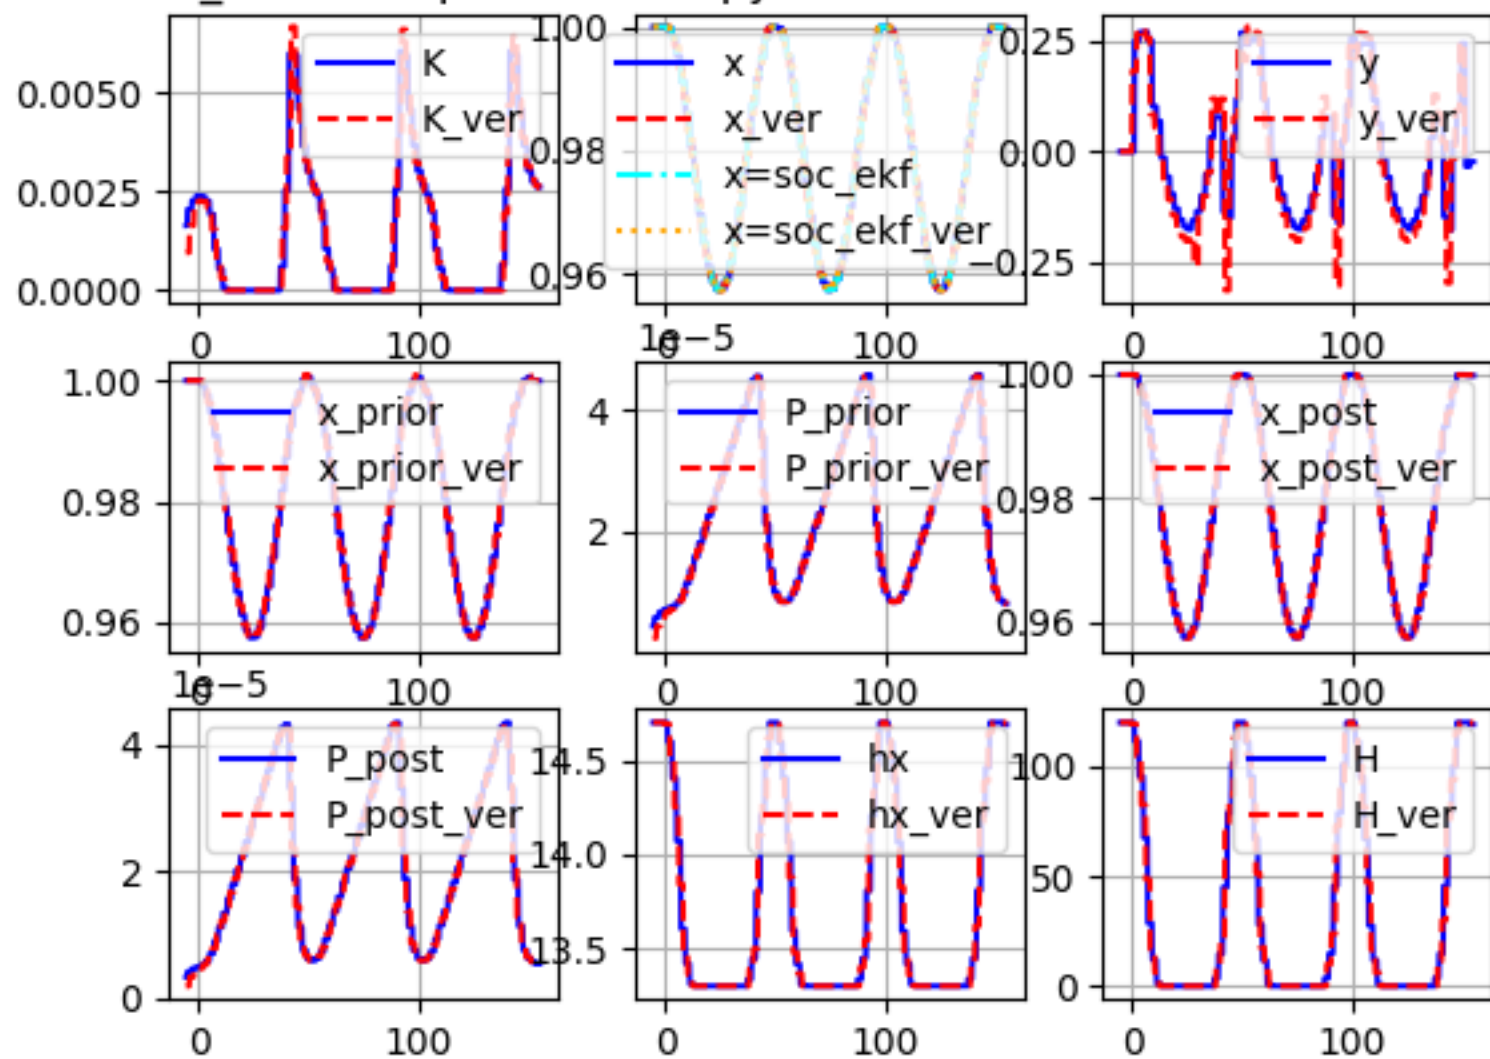 K
K_ver
0.0050
0.0025
0.0000
0 100
x
x_ver
x=soc_ekf
x=soc_ekf_ver
1.00
0.98
0.96
0 100
y
y_ver
0.25
0.00
−0.25
0 100
x_prior
x_prior_ver
1.00
0.98
0.96
0 100
1e−5
P_prior
P_prior_ver
4
2
0 100
x_post
x_post_ver
1.00
0.98
0.96
0 100
1e−5
P_post
P_post_ver
4
2
0
0 100
hx
hx_ver
14.5
14.0
13.5
0 100
H
H_ver
100
50
0
0 100